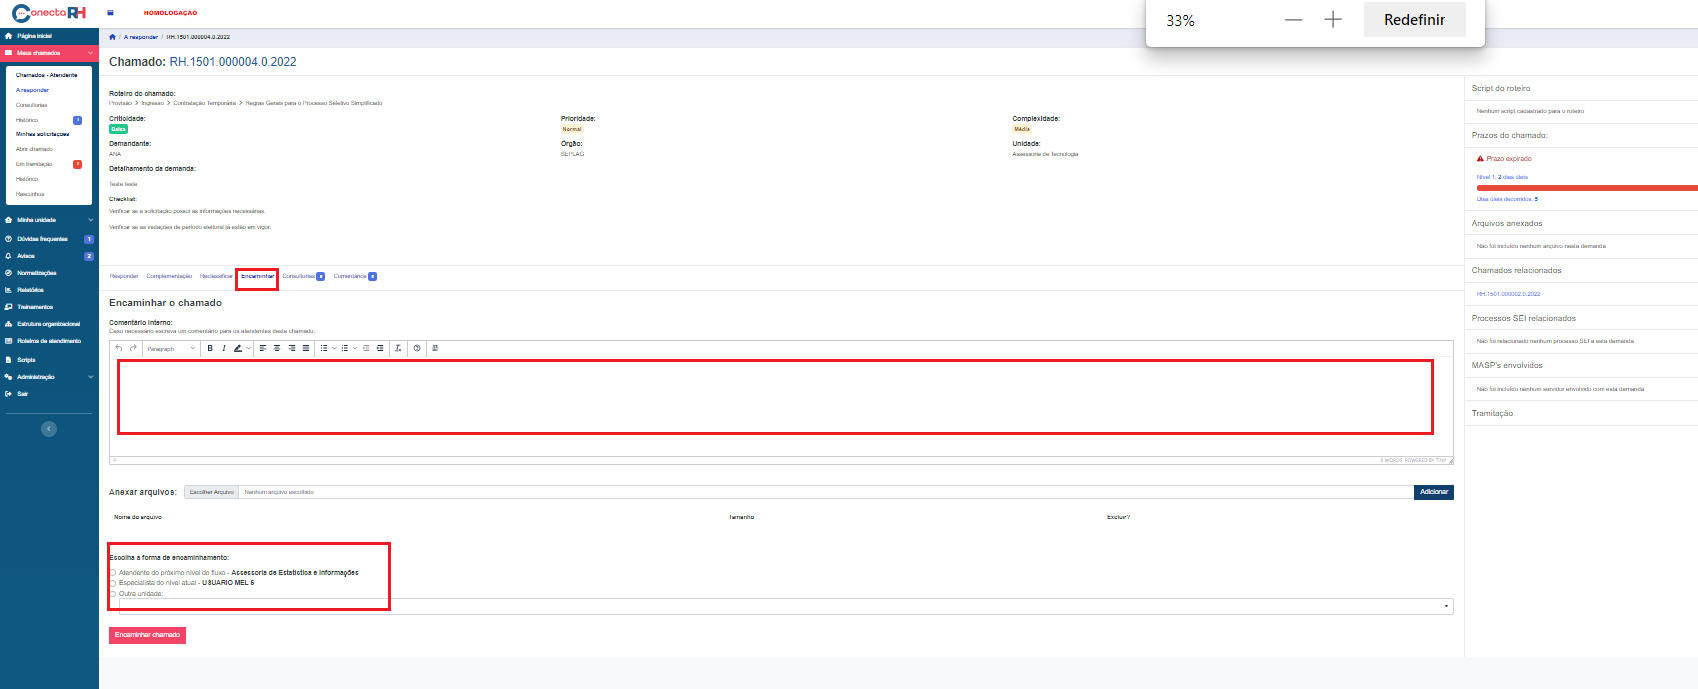 Conecta RH
HOMOLOGAÇÃO
33%
Redefinir
Página inicial
Meus chamados
Chamados - Atendente
A responder
Consultorias
Histórico 1
Minhas solicitações
Abrir chamado
Em tramitação
Histórico
Rascunhos
Minha unidade
Dúvidas frequentes 1
Avisos 2
Normatizações
Relatórios
Treinamentos
Estrutura organizacional
Roteiros de atendimento
Scripts
Administração
Sair
/ A responder / RH.1501.000004.0.2022
Chamado: RH.1501.000004.0.2022
Roteiro do chamado:
Provisão > Ingresso > Contratação Temporária > Regras Gerais para o Processo Seletivo Simplificado
Criticidade:
Baixa
Prioridade:
Normal
Complexidade:
Média
Demandante:
ANA
Órgão:
SEPLAG
Unidade:
Assessoria de Tecnologia
Detalhamento da demanda:
Teste teste
Checklist:
Verificar se a solicitação possui as informações necessárias.
Verificar se as vedações de período eleitoral já estão em vigor.
Responder Complementação Reclassificar Encaminhar Consultorias 0 Comentários 0
Encaminhar o chamado
Comentário interno:
Caso necessário escreva um comentário para os atendentes deste chamado.
Paragraph B I
P
0 WORDS POWERED BY TINY
Anexar arquivos: Escolher Arquivo Nenhum arquivo escolhido Adicionar
Nome do arquivo Tamanho Excluir?
Escolha a forma de encaminhamento:
Atendente do próximo nível do fluxo - Assessoria de Estatística e Informações
Especialista do nível atual - USUARIO MEL 5
Outra unidade:
Encaminhar chamado
Script do roteiro
Nenhum script cadastrado para o roteiro
Prazos do chamado:
Prazo expirado
Nível 1: 2 dias úteis
Dias úteis decorridos: 5
Arquivos anexados
Não foi incluído nenhum arquivo nesta demanda
Chamados relacionados
RH.1501.000002.0.2022
Processos SEI relacionados
Não foi relacionado nenhum processo SEI a esta demanda
MASP's envolvidos
Não foi incluído nenhum servidor envolvido com esta demanda
Tramitação